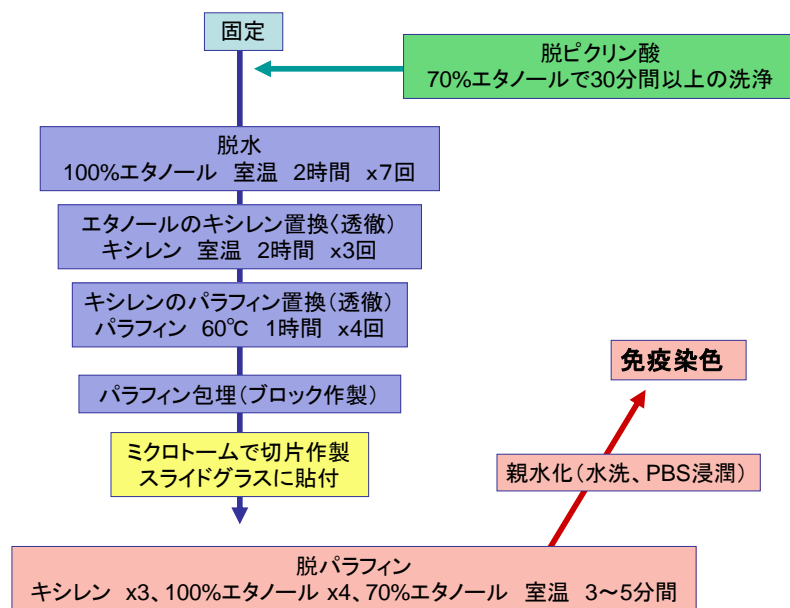 固定
脱ピクリン酸
70%エタノールで30分間以上の洗浄
脱水
100%エタノール 室温 2時間 x7回
エタノールのキシレン置換〈透徹）
キシレン 室温 2時間 x3回
キシレンのパラフィン置換（透徹）
パラフィン 60℃ 1時間 x4回
パラフィン包埋（ブロック作製）
ミクロトームで切片作製
スライドグラスに貼付
免疫染色
親水化（水洗、PBS浸潤）
脱パラフィン
キシレン x3、100%エタノール x4、70%エタノール 室温 3～5分間